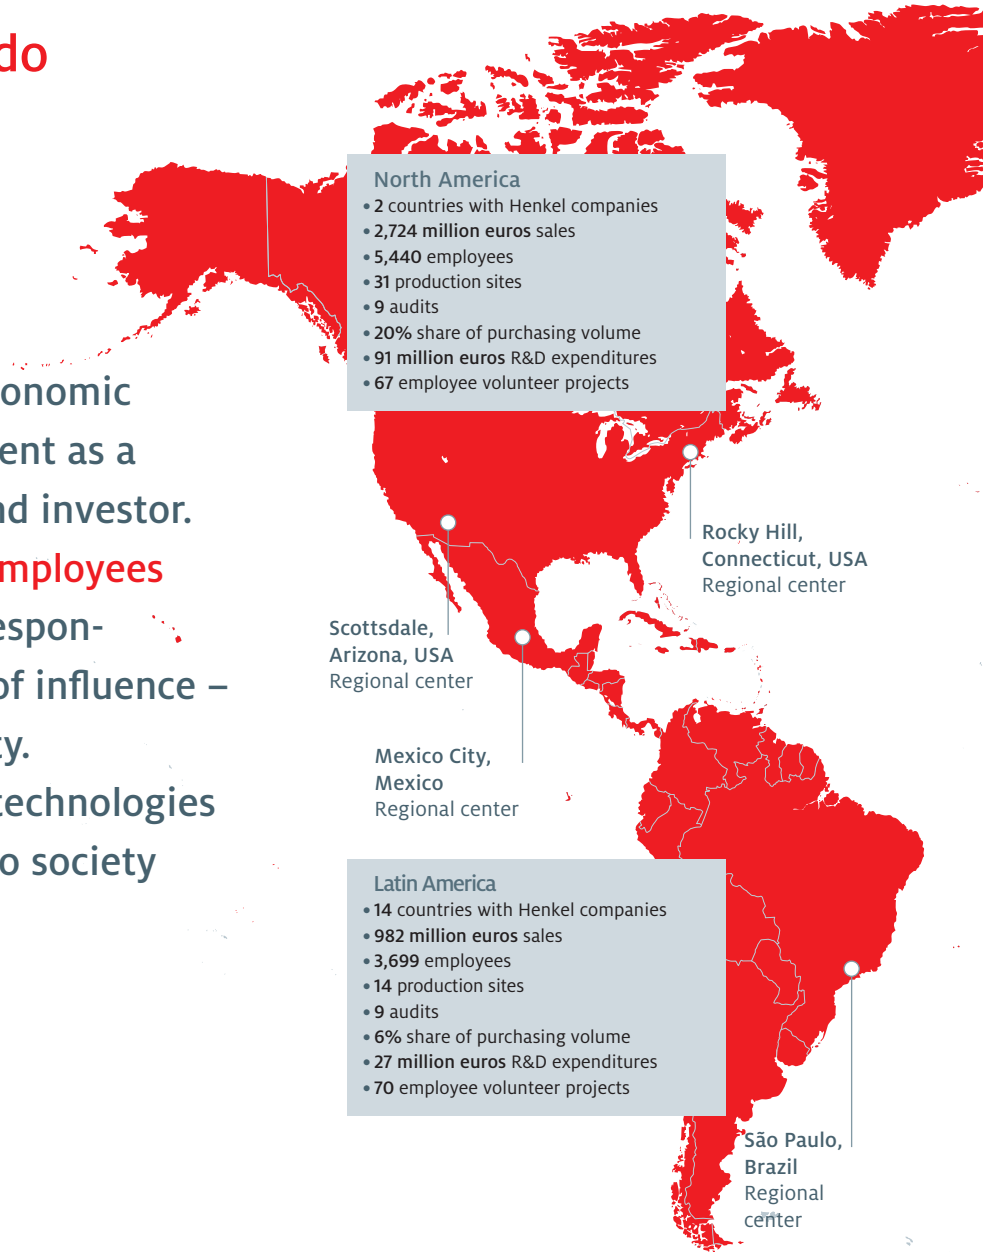 do
onomic
ent as a
nd investor.
mployees
espon-
of influence –
ty.
technologies
o society
North America
• 2 countries with Henkel companies
• 2,724 million euros sales
• 5,440 employees
• 31 production sites
• 9 audits
• 20% share of purchasing volume
• 91 million euros R&D expenditures
• 67 employee volunteer projects
Rocky Hill,
Connecticut, USA
Regional center
Scottsdale,
Arizona, USA
Regional center
Mexico City,
Mexico
Regional center
Latin America
• 14 countries with Henkel companies
• 982 million euros sales
• 3,699 employees
• 14 production sites
• 9 audits
• 6% share of purchasing volume
• 27 million euros R&D expenditures
• 70 employee volunteer projects
São Paulo,
Brazil
Regional
center